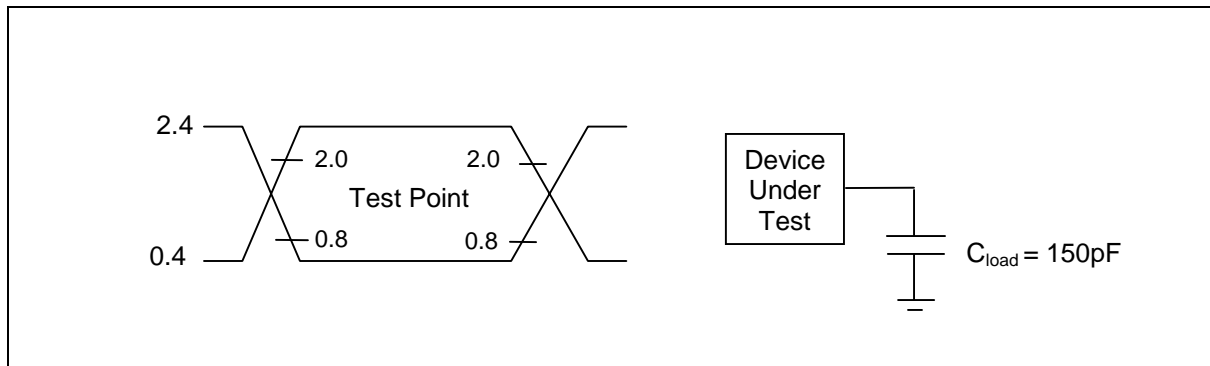 2.4
2.0
2.0
Test Point
0.8
0.8
0.4
Device
Under
Test
Cload = 150pF